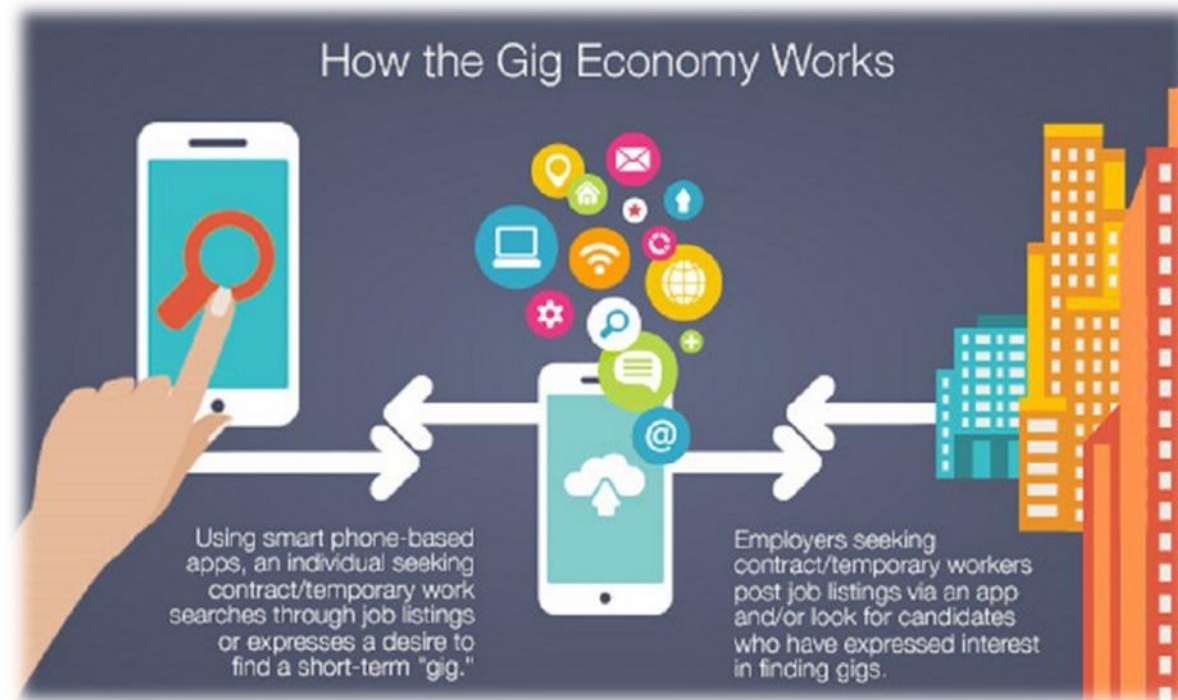 How the Gig Economy Works
Using smart phone-based
apps, an individual seeking
contract/temporary work
searches through job listings
or expresses a desire to
find a short-term "gig."
@
Employers seeking
contract/temporary workers
post job listings via an app
and/or look for candidates
who have expressed interest
in finding gigs.